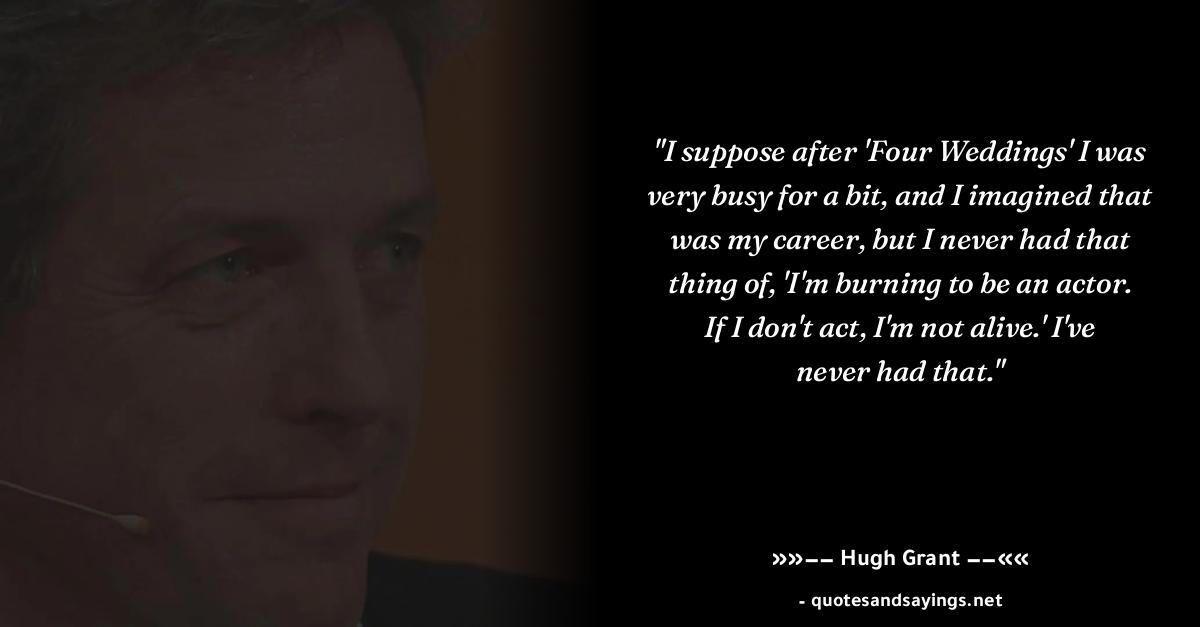 "I suppose after 'Four Weddings' I was
very busy for a bit, and I imagined that
was my career, but I never had that
thing of, 'I'm burning to be an actor.
If I don't act, I'm not alive.' I've
never had that."
»»−− Hugh Grant −−««
- quotesandsayings.net